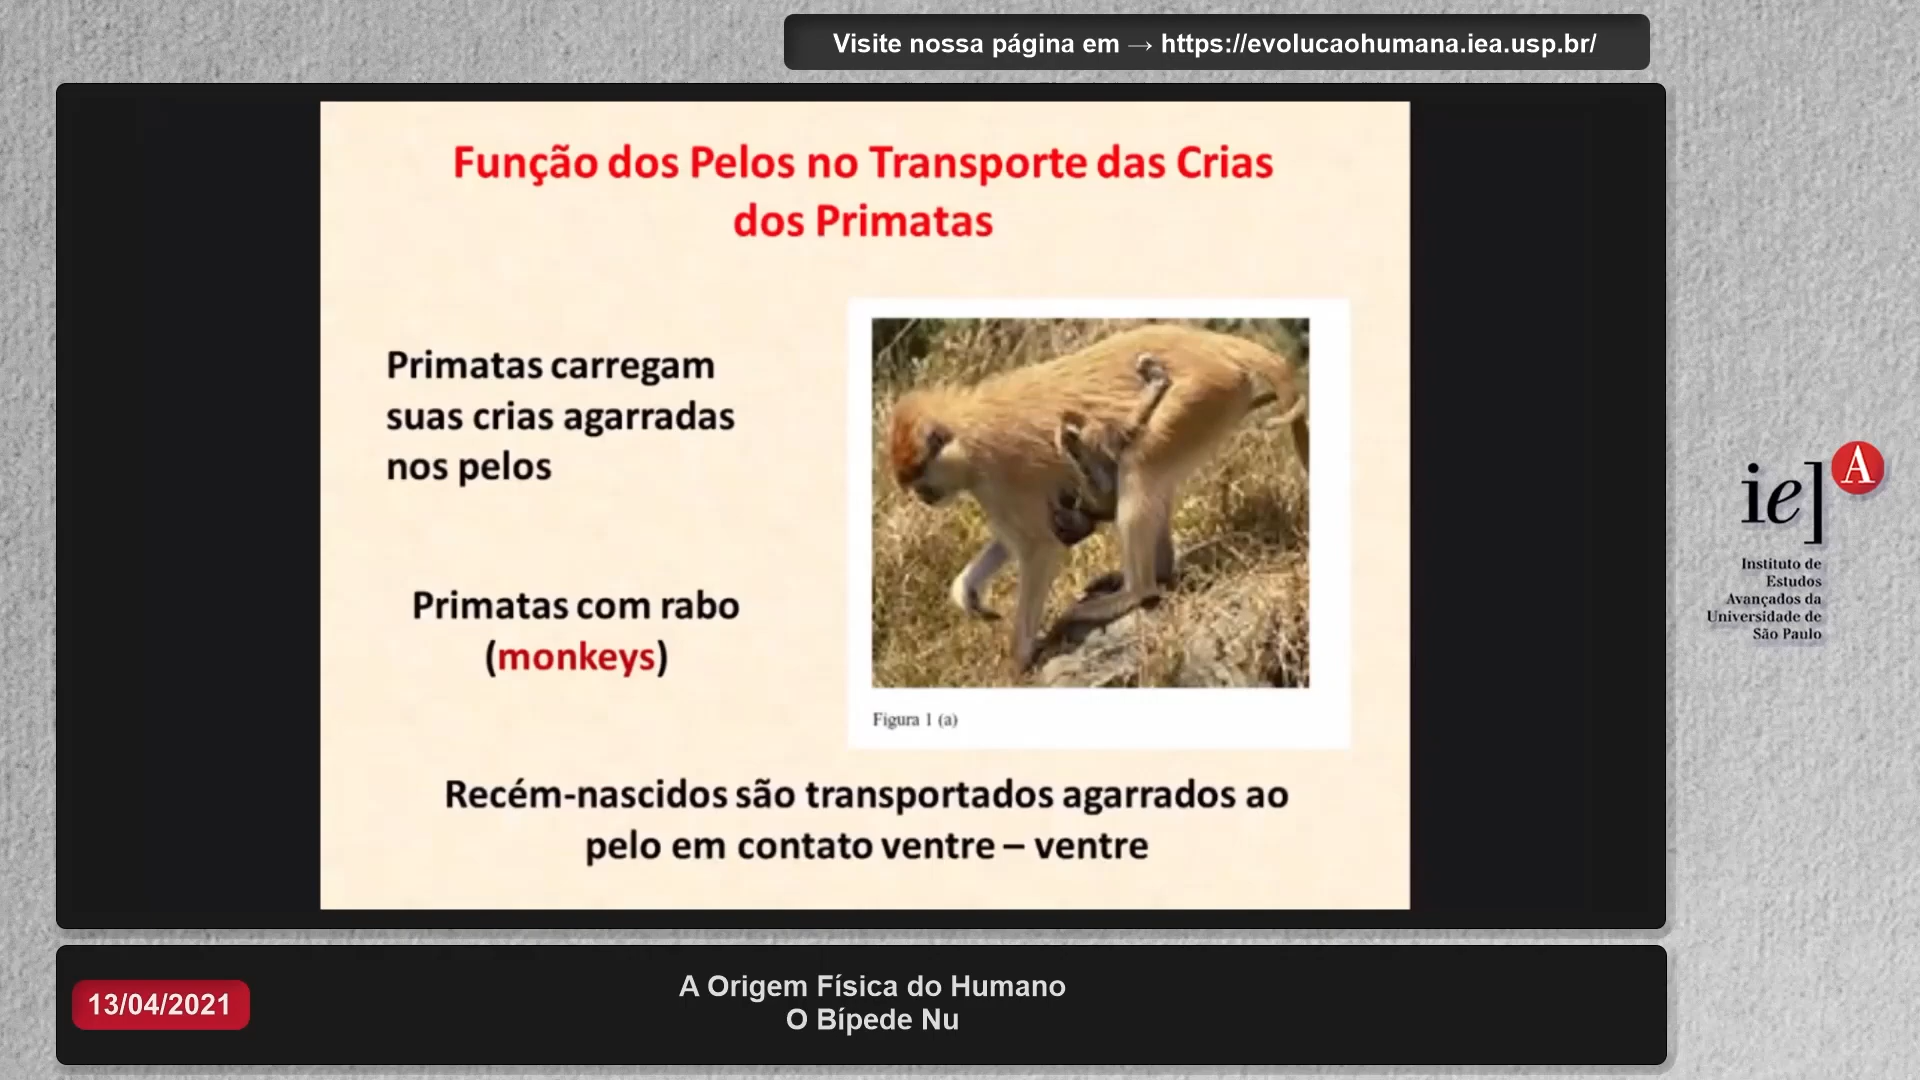 Visite nossa página em → https://evolucaohumana.iea.usp.br/
Função dos Pelos no Transporte das Crias
dos Primatas
Primatas carregam
suas crias agarradas
nos pelos
Primatas com rabo
(monkeys)
Figura 1 (a)
Recém-nascidos são transportados agarrados ao
pelo em contato ventre – ventre
ie] A
Instituto de
Estudos
Avançados da
Universidade de
São Paulo
13/04/2021
A Origem Física do Humano
O Bípede Nu